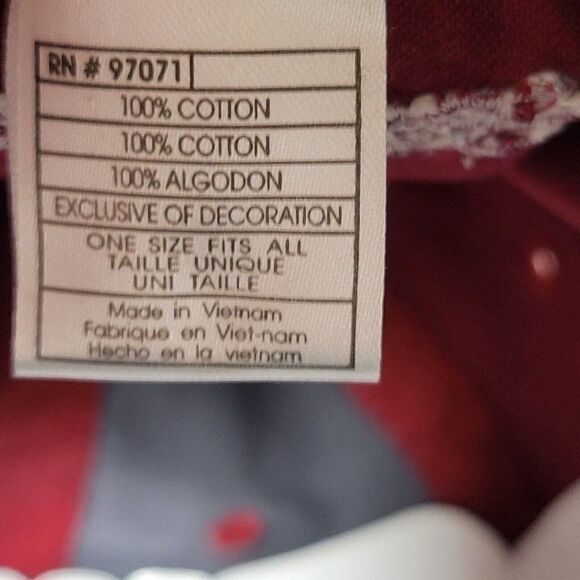 RN # 97071
100% COTTON
100% COTTON
100% ALGODON
EXCLUSIVE OF DECORATION
ONE SIZE FITS ALL
TAILLE UNIQUE
UNI TAILLE
Made in Vietnam
Fabrique en Viet-nam
Hecho en la vietnam